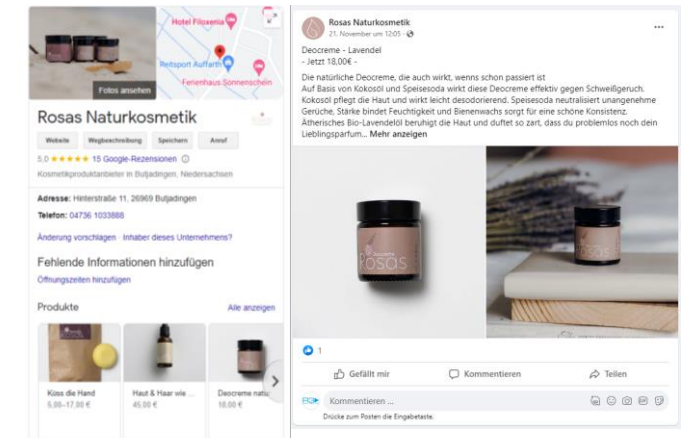 Hotel Filoxenia
Reitsport Auffarth
Ferienhaus Sonnenschein
Fotos ansehen
Rosas Naturkosmetik
Website
Wegbeschreibung
Speichern
Anruf
5,0 ★★★★★ 15 Google-Rezensionen
Kosmetikproduktanbieter in Butjadingen, Niedersachsen
Adresse: Hinterstraße 11, 26969 Butjadingen
Telefon: 04736 1033888
Änderung vorschlagen · Inhaber dieses Unternehmens?
Fehlende Informationen hinzufügen
Öffnungszeiten hinzufügen
Produkte
Alle anzeigen
Küss die Hand
5,00–17,00 €
Haut & Haar wie ...
45,00 €
Deocreme natu
18,00 €
Rosas Naturkosmetik
21. November um 12:05 ·
Deocreme - Lavendel
- Jetzt 18,00€ -
Die natürliche Deocreme, die auch wirkt, wenns schon passiert ist
Auf Basis von Kokosöl und Speisesoda wirkt diese Deocreme effektiv gegen Schweißgeruch.
Kokosöl pflegt die Haut und wirkt leicht desodorierend. Speisesoda neutralisiert unangenehme
Gerüche, Stärke bindet Feuchtigkeit und Bienenwachs sorgt für eine schöne Konsistenz.
Ätherisches Bio-Lavendelöl beruhigt die Haut und duftet so zart, dass du problemlos noch dein
Lieblingsparfum... Mehr anzeigen
Deocreme
Rosas
Rosas
1
Gefällt mir
Kommentieren
Teilen
Kommentieren ...
Drücke zum Posten die Eingabetaste.